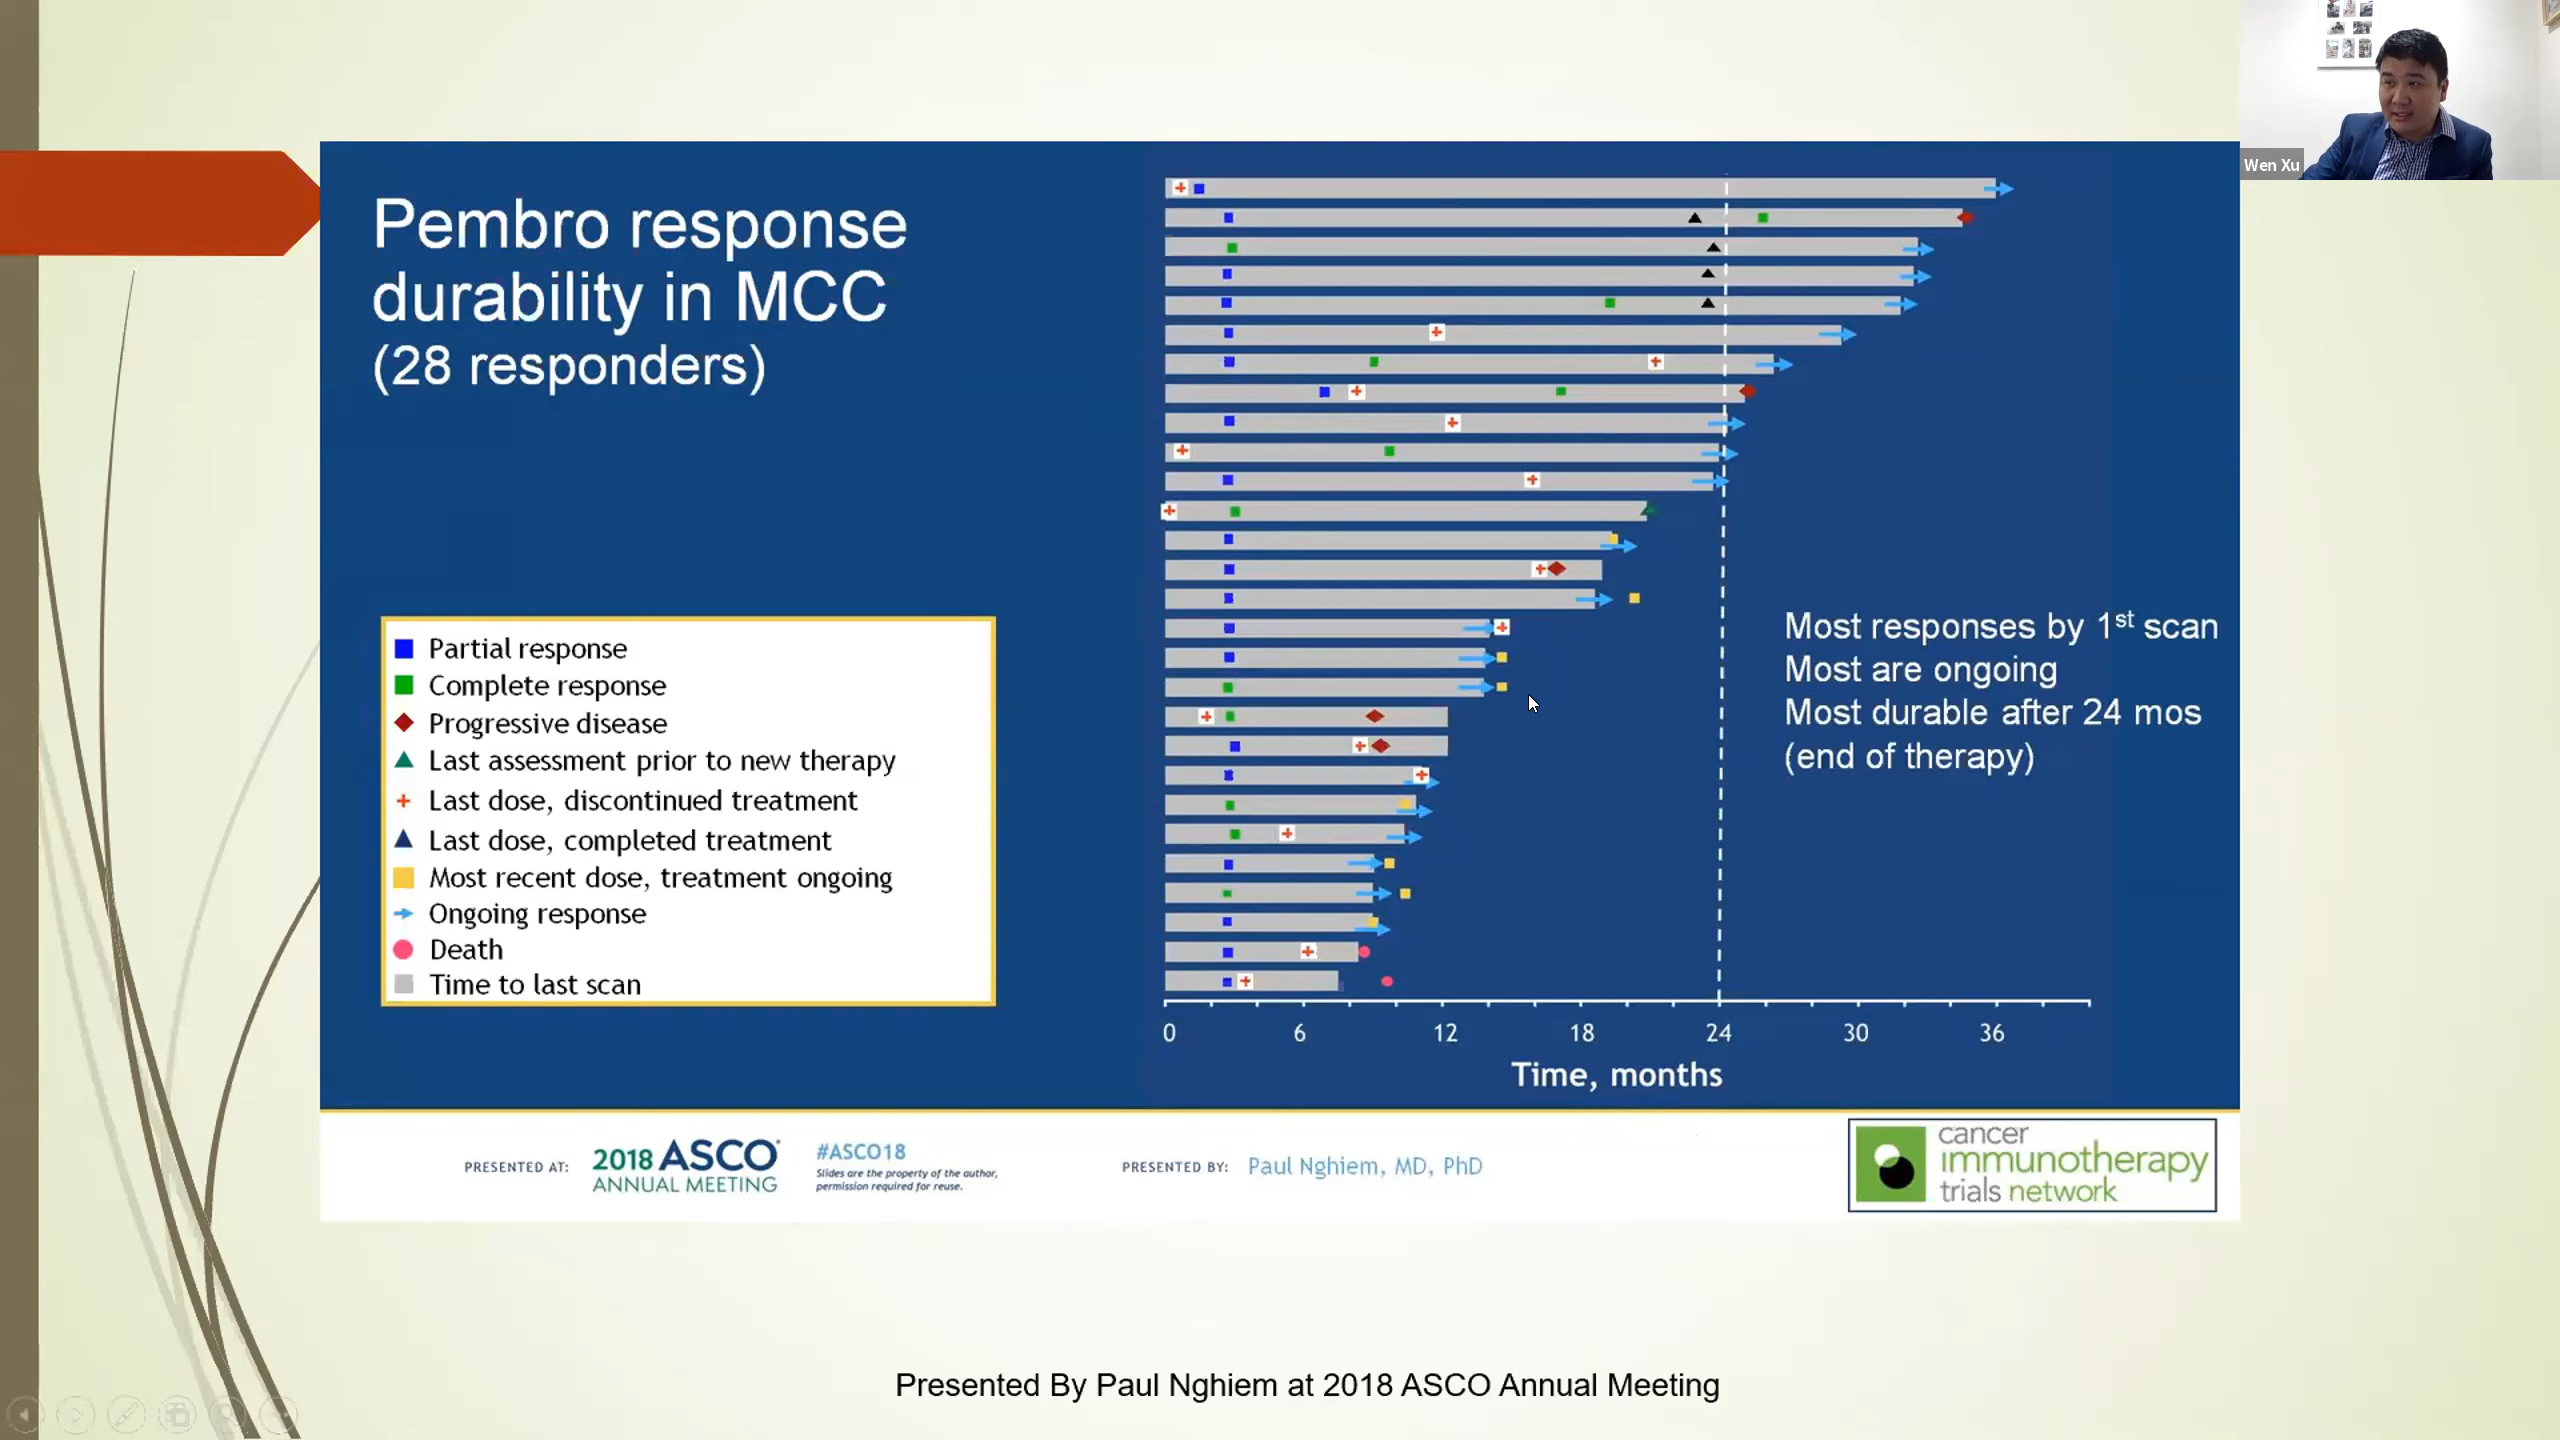 Wen Xu
Pembro response
durability in MCC
(28 responders)
Partial response
Complete response
Progressive disease
Last assessment prior to new therapy
Last dose, discontinued treatment
Last dose, completed treatment
Most recent dose, treatment ongoing
Ongoing response
Death
Time to last scan
Most responses by 1st scan
Most are ongoing
Most durable after 24 mos
(end of therapy)
0 6 12 18 24 30 36
Time, months
PRESENTED AT:
2018 ASCO
ANNUAL MEETING
#ASCO18
Slides are the property of the author,
permission required for reuse.
PRESENTED BY: Paul Nghiem, MD, PhD
cancer
immunotherapy
trials network
Presented By Paul Nghiem at 2018 ASCO Annual Meeting